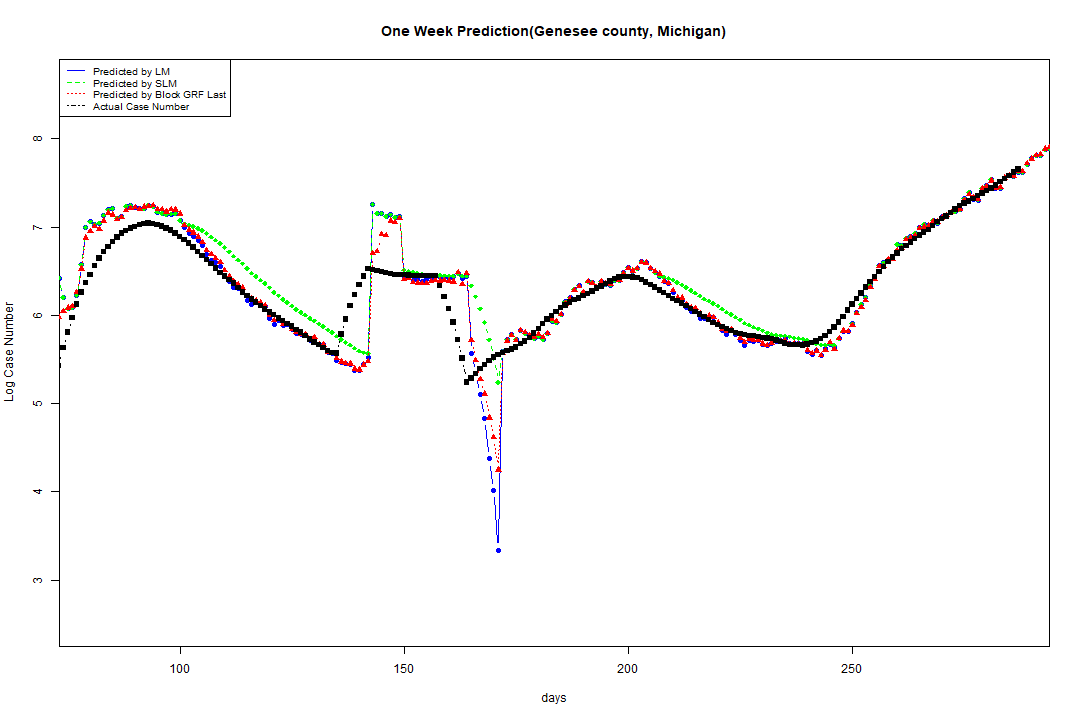 One Week Prediction(Genesee county, Michigan)
Predicted by LM
Predicted by SLM
Predicted by Block GRF Last
Actual Case Number
8
7
6
5
4
3
Log Case Number
100 150 200 250
days